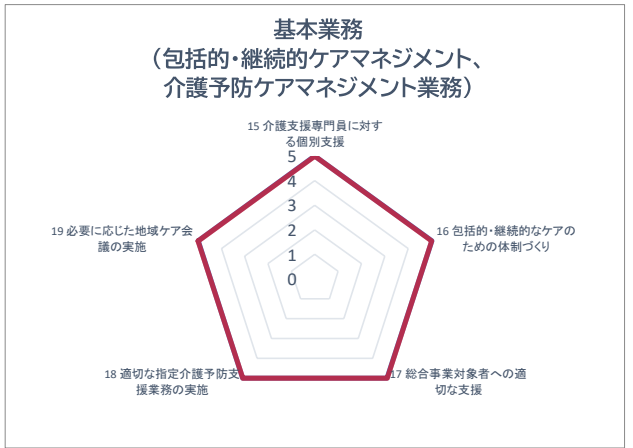 基本業務
（包括的・継続的ケアマネジメント、
介護予防ケアマネジメント業務）
15 介護支援専門員に対す
る個別支援
5
4
3
2
1
0
16 包括的・継続的なケアの
ための体制づくり
17 総合事業対象者への適
切な支援
18 適切な指定介護予防支
援業務の実施
19 必要に応じた地域ケア会
議の実施